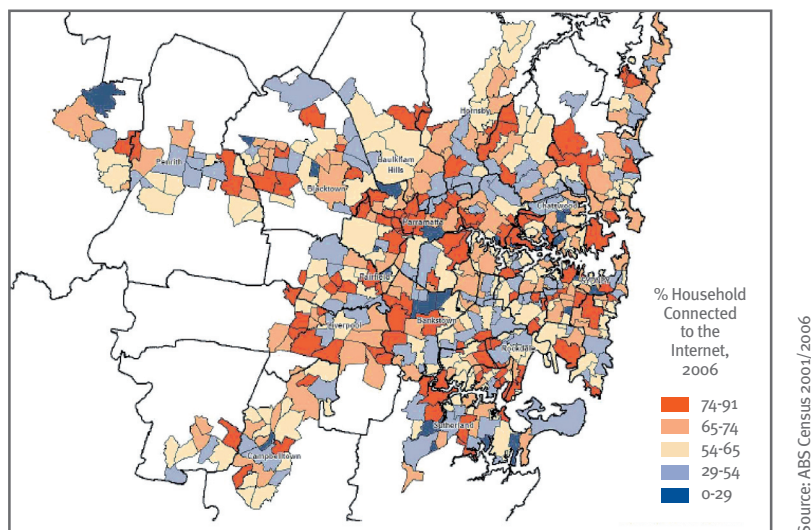 Hornsby
Penrith
Baulkham
Hills
Blacktown
Chatswood
Parramatta
Fairfield
Sydney
Bankstown
Liverpool
Rockdale
Sutherland
Campbelltown
% Household
Connected
to the
Internet,
2006
74-91
65-74
54-65
29-54
0-29
Source: ABS Census 2001/2006